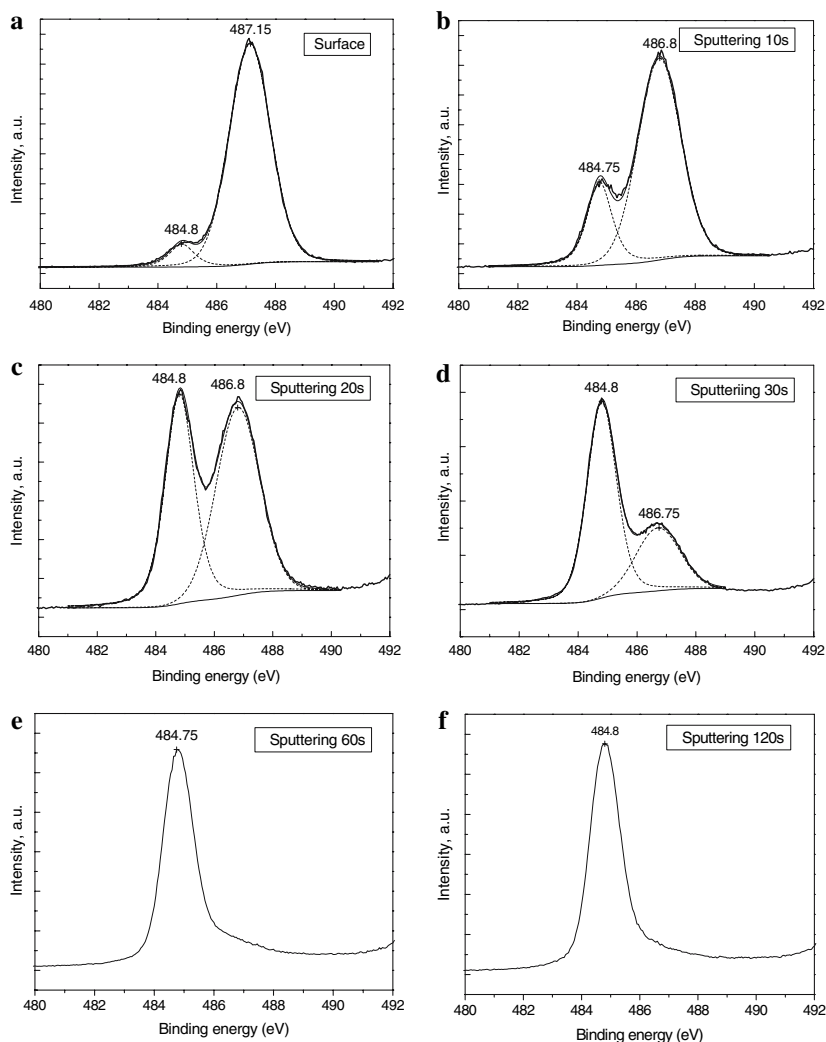 a
487.15
Surface
484.8
Intensity, a.u.
480 482 484 486 488 490 492
Binding energy (eV)
b
486.8
Sputtering 10s
484.75
Intensity, a.u.
480 482 484 486 488 490 492
Binding energy (eV)
c
484.8
486.8
Sputtering 20s
Intensity, a.u.
480 482 484 486 488 490 492
Binding energy (eV)
d
484.8
Sputteriing 30s
486.75
Intensity, a.u.
480 482 484 486 488 490 492
Binding energy (eV)
e
484.75
Sputtering 60s
Intensity, a.u.
480 482 484 486 488 490 492
Binding energy (eV)
f
484.8
Sputtering 120s
Intensity, a.u.
480 482 484 486 488 490 492
Binding energy (eV)